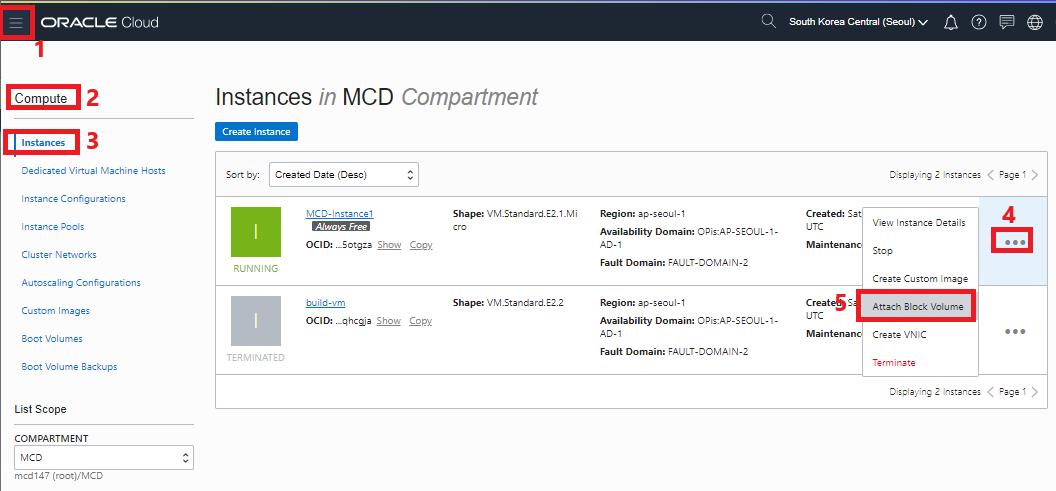 ORACLE Cloud
South Korea Central (Seoul)
1
Compute
2
Instances
3
Dedicated Virtual Machine Hosts
Instance Configurations
Instance Pools
Cluster Networks
Autoscaling Configurations
Custom Images
Boot Volumes
Boot Volume Backups
List Scope
COMPARTMENT
MCD
mcd147 (root)/MCD
Instances in MCD Compartment
Create Instance
Sort by:
Created Date (Desc)
Displaying 2 Instances
Page 1
I
RUNNING
MCD-Instance1
Always Free
OCID: ...5otgza Show Copy
Shape: VM.Standard.E2.1.Mi
cro
Region: ap-seoul-1
Availability Domain: OPis:AP-SEOUL-1-
AD-1
Fault Domain: FAULT-DOMAIN-2
Created: Sat
UTC
Maintenance
4
I
TERMINATED
build-vm
OCID: ...qhcgja Show Copy
Shape: VM.Standard.E2.2
Region: ap-seoul-1
Availability Domain: OPis:AP-SEOUL-1-
AD-1
Fault Domain: FAULT-DOMAIN-2
Created: Sa
UTC
Maintenanc
View Instance Details
Stop
Create Custom Image
5
Attach Block Volume
Create VNIC
Terminate
Displaying 2 Instances
Page 1